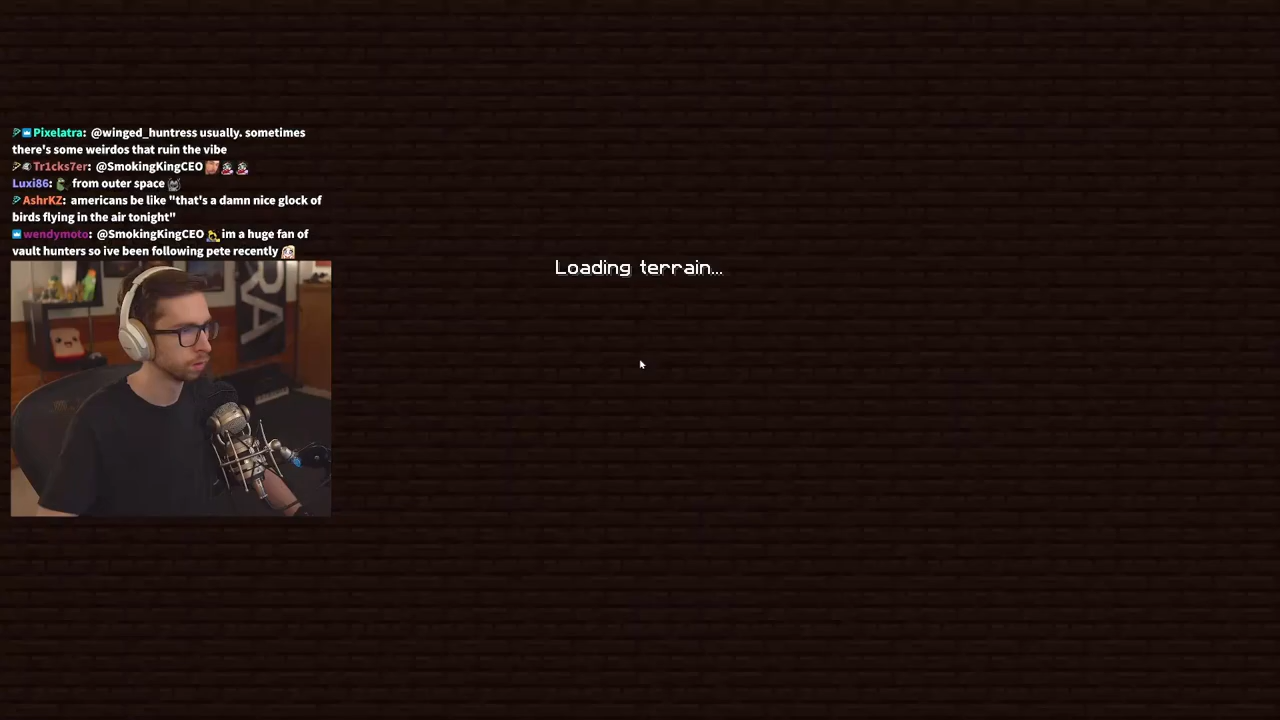 Pixelatra: @winged_huntress usually. sometimes
there's some weirdos that ruin the vibe
Tr1cks7er: @SmokingKingCEO
Luxi86: from outer space
AshrKZ: americans be like "that's a damn nice glock of
birds flying in the air tonight"
wendymoto: @SmokingKingCEO im a huge fan of
vault hunters so ive been following pete recently
Loading terrain...
RA